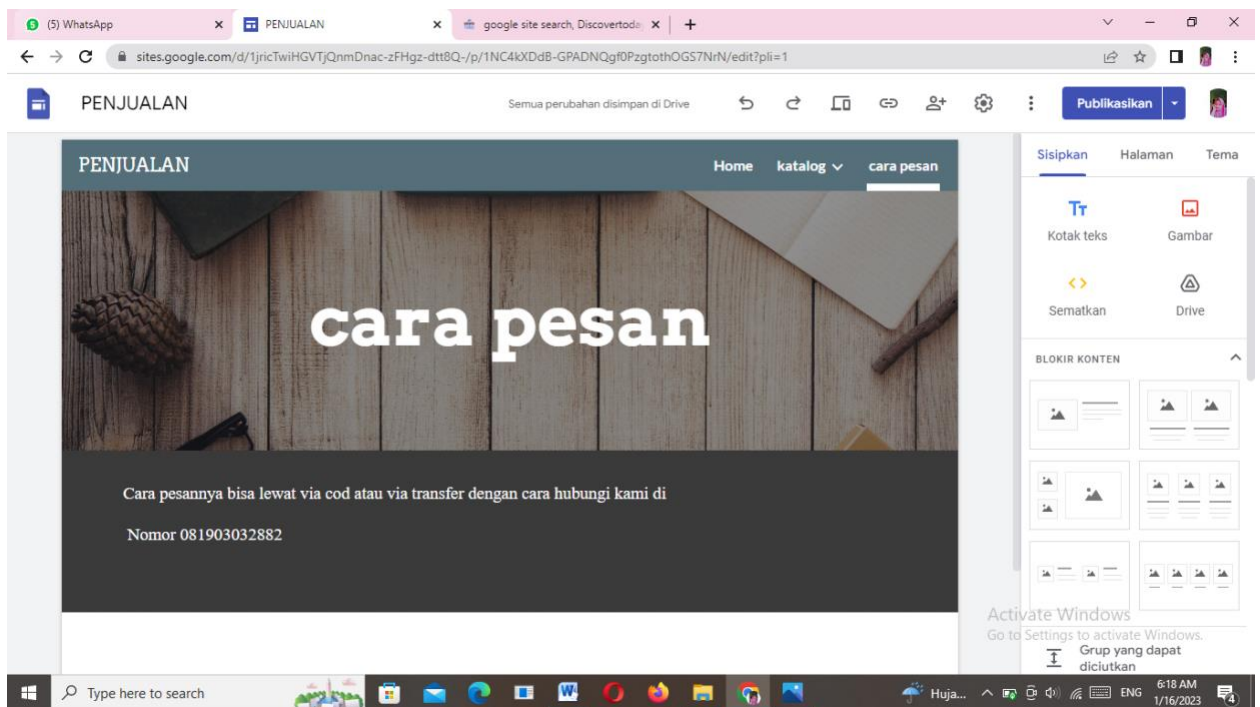 (5) WhatsApp
PENJUALAN
google site search, Discovertoda
sites.google.com/d/1jricTwiHGVTjQnmDnac-zFHgz-dtt8Q-/p/1NC4kXDdB-GPADNQgf0PzgtothOGS7NrN/edit?pli=1
PENJUALAN
Semua perubahan disimpan di Drive
Publikasikan
PENJUALAN
Home katalog cara pesan
Sisipkan Halaman Tema
Kotak teks Gambar
Sematkan Drive
BLOKIR KONTEN
cara pesan
Cara pesannya bisa lewat via cod atau via transfer dengan cara hubungi kami di
Nomor 081903032882
Activate Windows
Go to Settings to activate Windows.
Grup yang dapat
diciutkan
Type here to search
Huja...
ENG
6:18 AM
1/16/2023
4